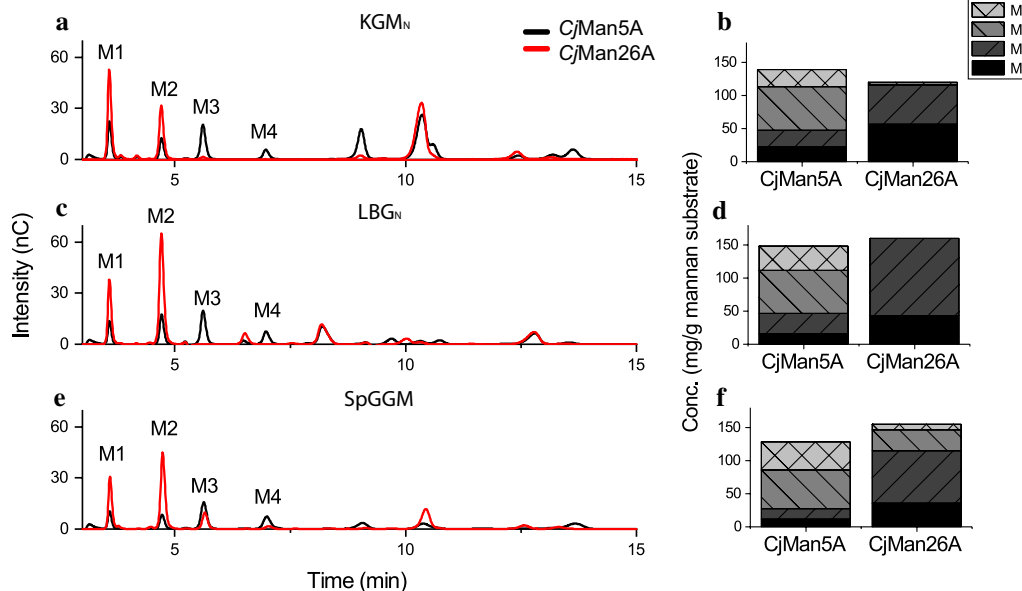 a
KGMN
CjMan5A
CjMan26A
M1
M2
M3
M4
60
30
0
5
10
15
b
M
M
M
M
150
100
50
0
CjMan5A
CjMan26A
c
LBGN
M1
M2
M3
M4
60
30
0
5
10
15
Intensity (nC)
d
150
100
50
0
CjMan5A
CjMan26A
Conc. (mg/g mannan substrate)
e
SpGGM
M1
M2
M3
M4
60
30
0
5
10
15
Time (min)
f
150
100
50
0
CjMan5A
CjMan26A